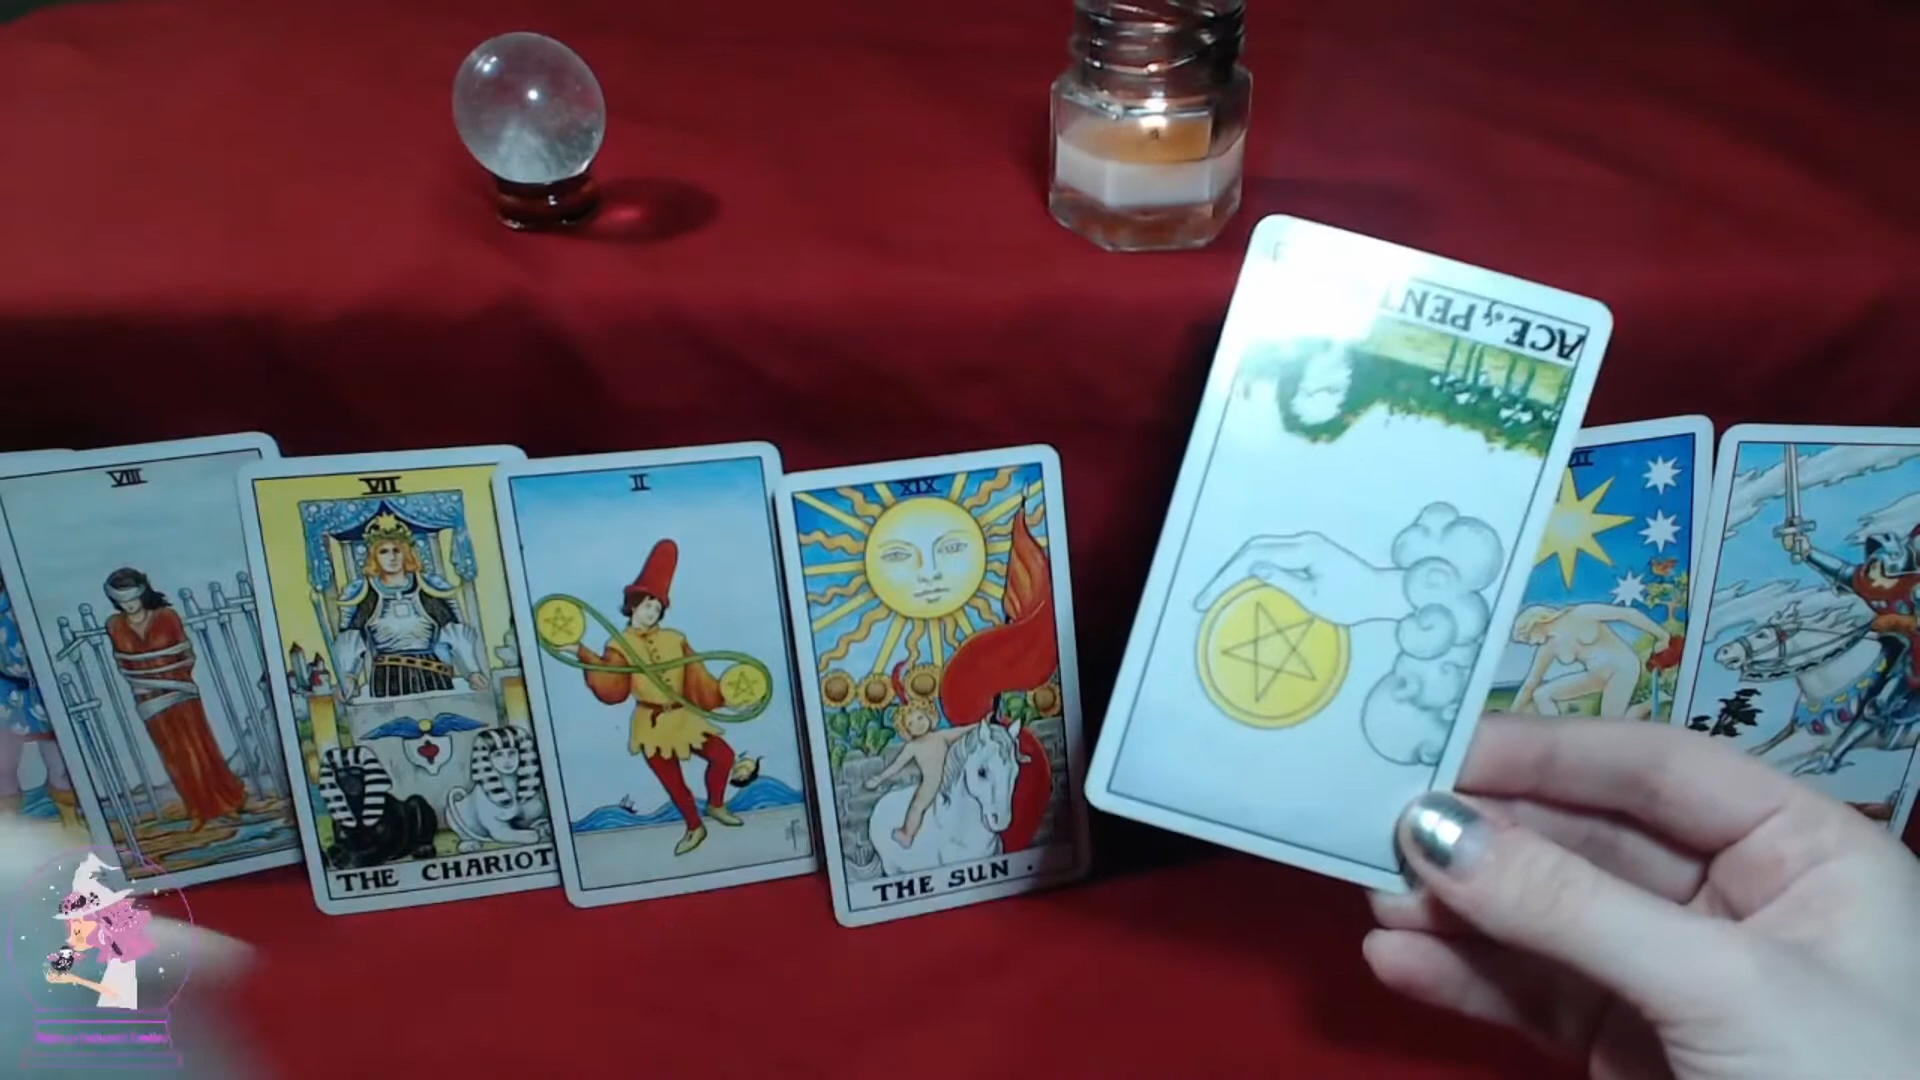 ACE of PENT
VIII
VII
II
XIX
THE CHARIOT
THE SUN .